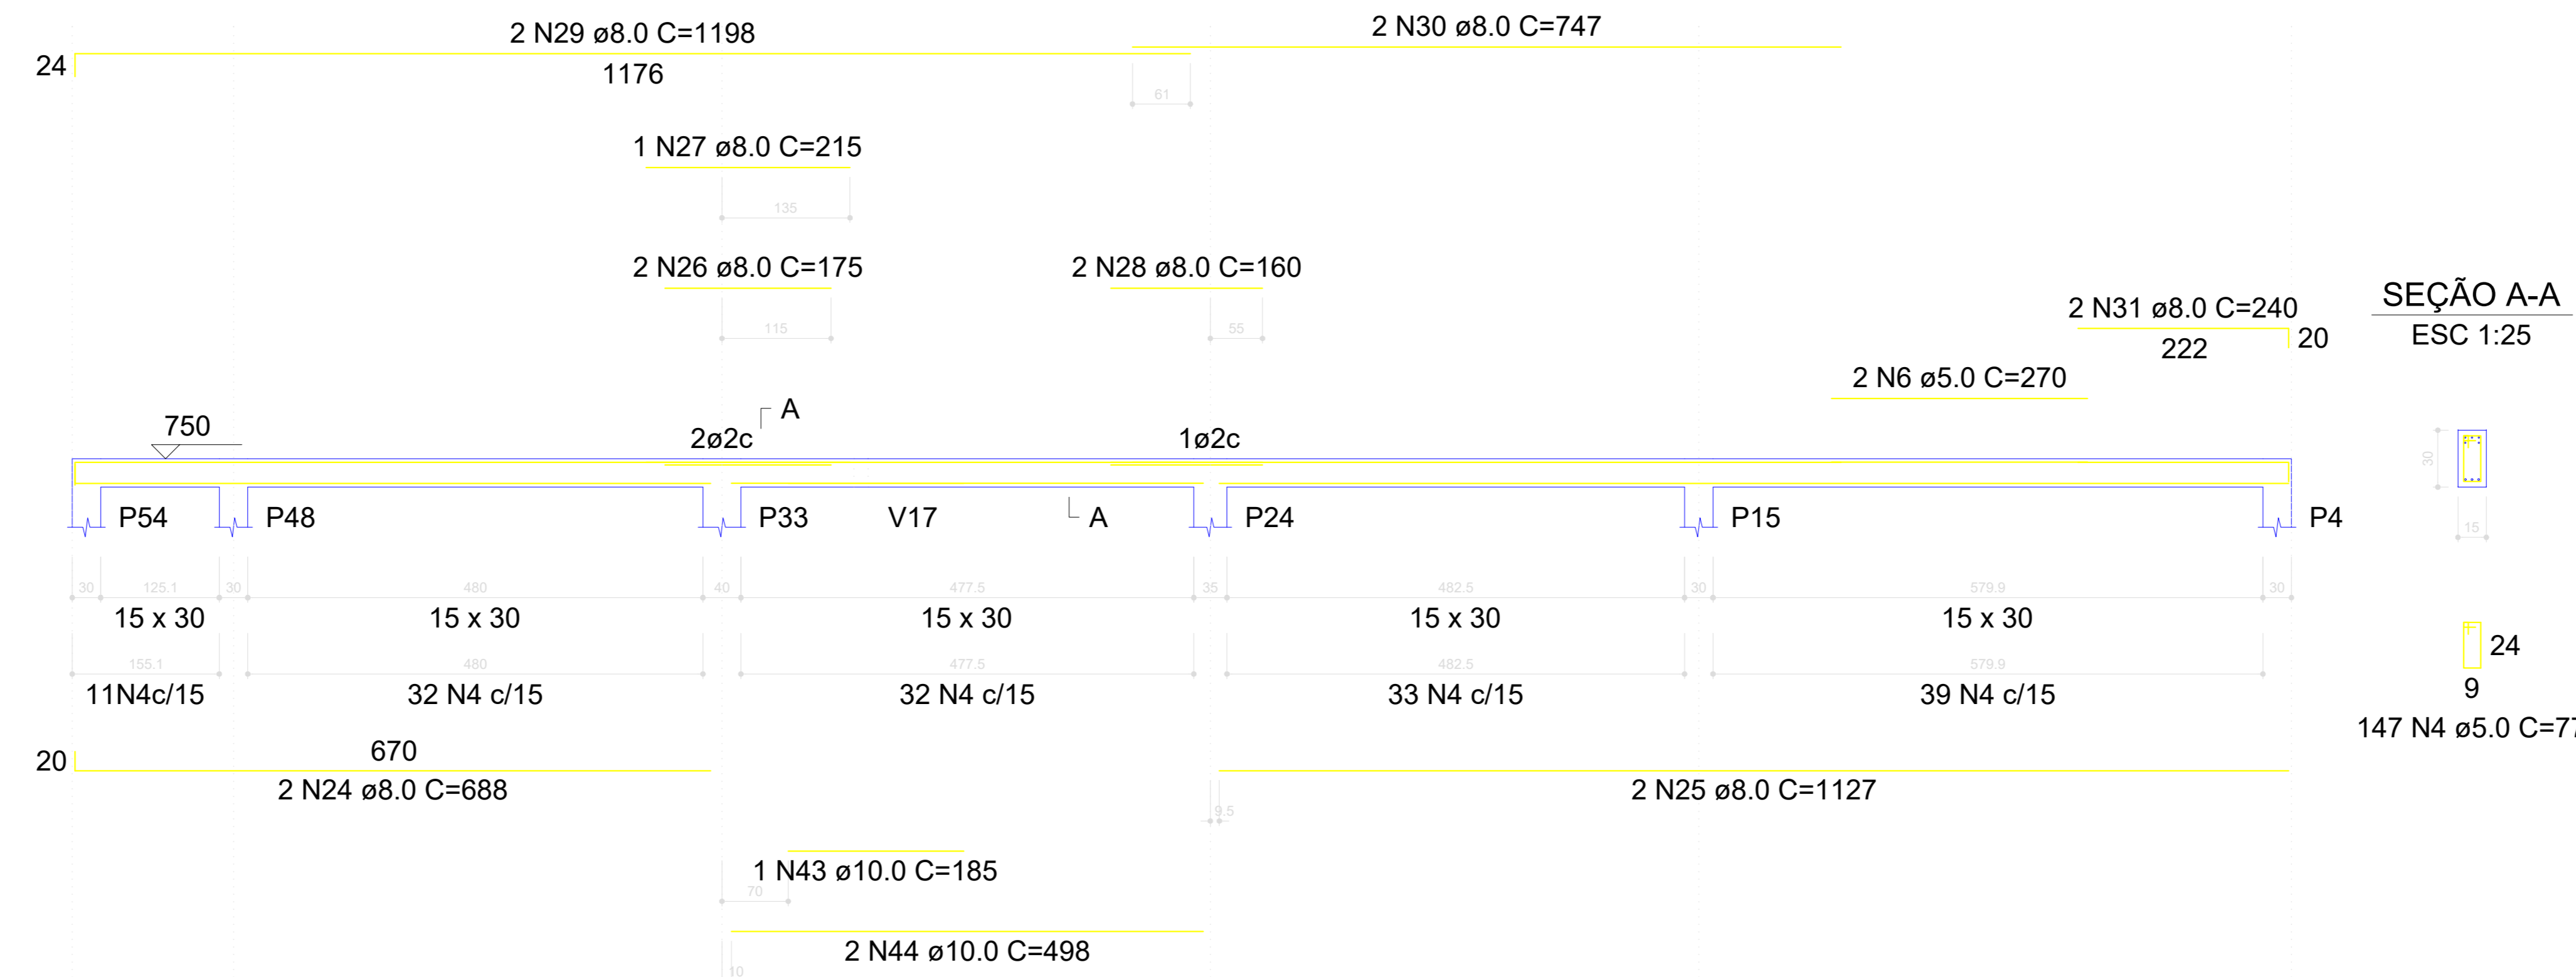 2 N29 ø8.0 C=1198
2 N30 ø8.0 C=747
24
1176
61
1 N27 ø8.0 C=215
135
2 N26 ø8.0 C=175
2 N28 ø8.0 C=160
115
55
2 N31 ø8.0 C=240
222
20
SEÇÃO A-A
ESC 1:25
2 N6 ø5.0 C=270
750
A
2ø2c
1ø2c
30
P54
P48
P33
V17
A
P24
P15
P4
15
30 125.1 30 480 40 477.5 35 482.5 30 579.9 30
15 x 30
15 x 30
15 x 30
15 x 30
15 x 30
155.1 480 477.5 482.5 579.9
11N4c/15
32 N4 c/15
32 N4 c/15
33 N4 c/15
39 N4 c/15
24
9
147 N4 ø5.0 C=77
20
670
2 N24 ø8.0 C=688
2 N25 ø8.0 C=1127
9.5
1 N43 ø10.0 C=185
70
2 N44 ø10.0 C=498
10